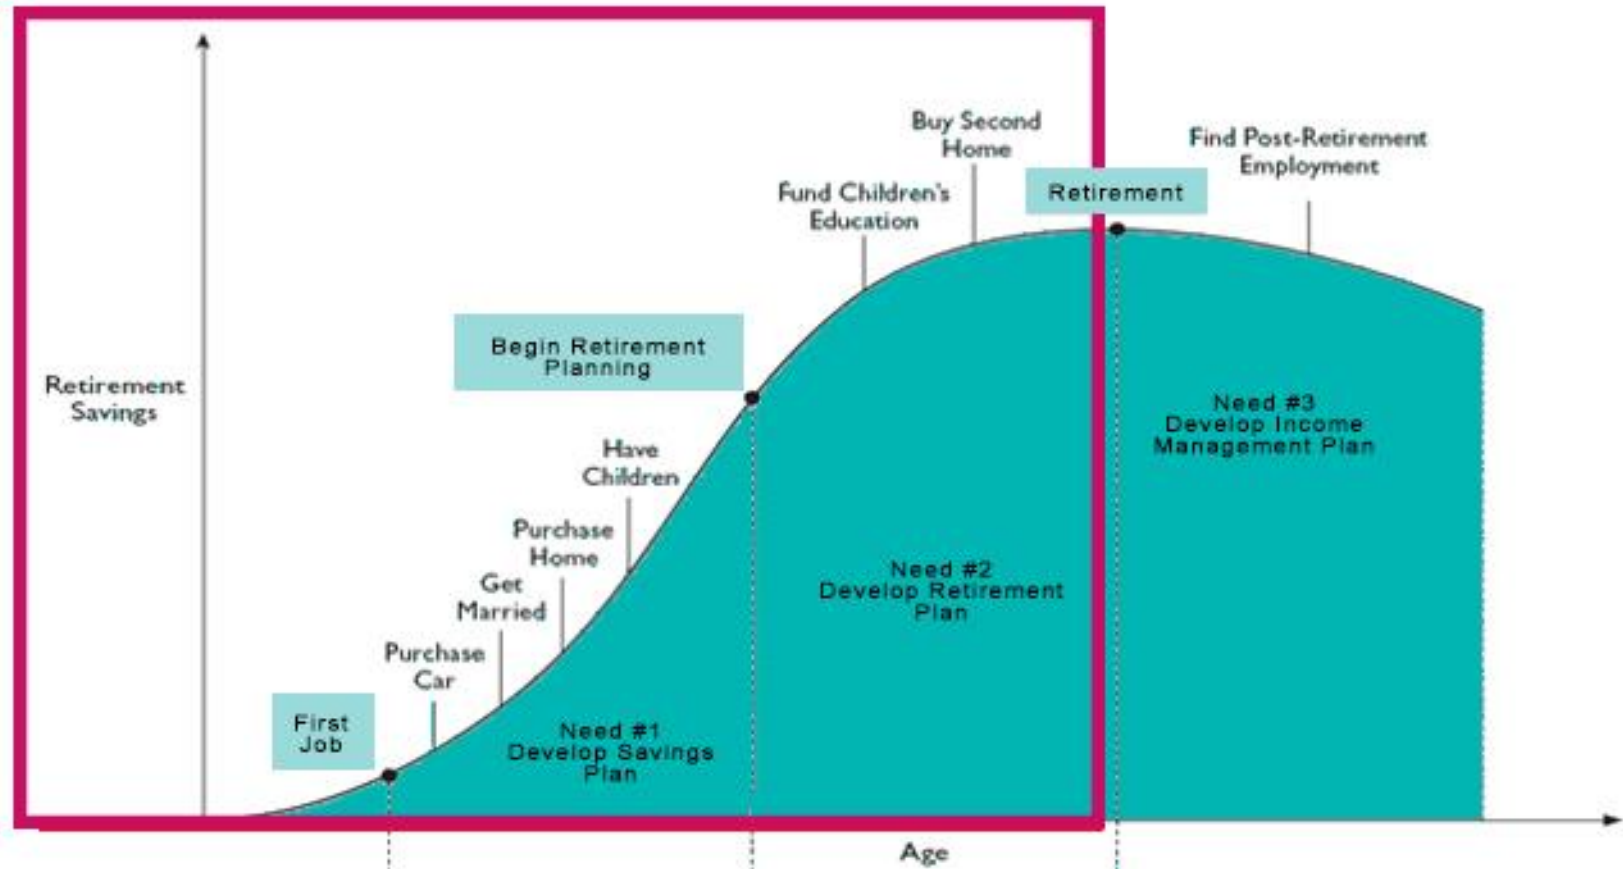 Buy Second
Home
Find Post-Retirement
Employment
Fund Children's
Education
Retirement
Begin Retirement
Planning
Retirement
Savings
Need #3
Develop Income
Management Plan
Have
Children
Purchase
Home
Get
Married
Need #2
Develop Retirement
Plan
Purchase
Car
First
Job
Need #1
Develop Savings
Plan
Age